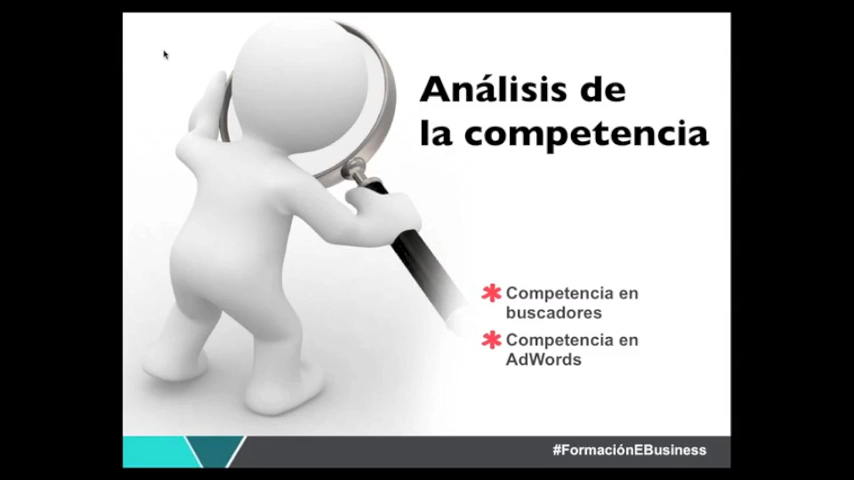 Análisis de
la competencia
Competencia en
buscadores
Competencia en
AdWords
#FormaciónEBusiness